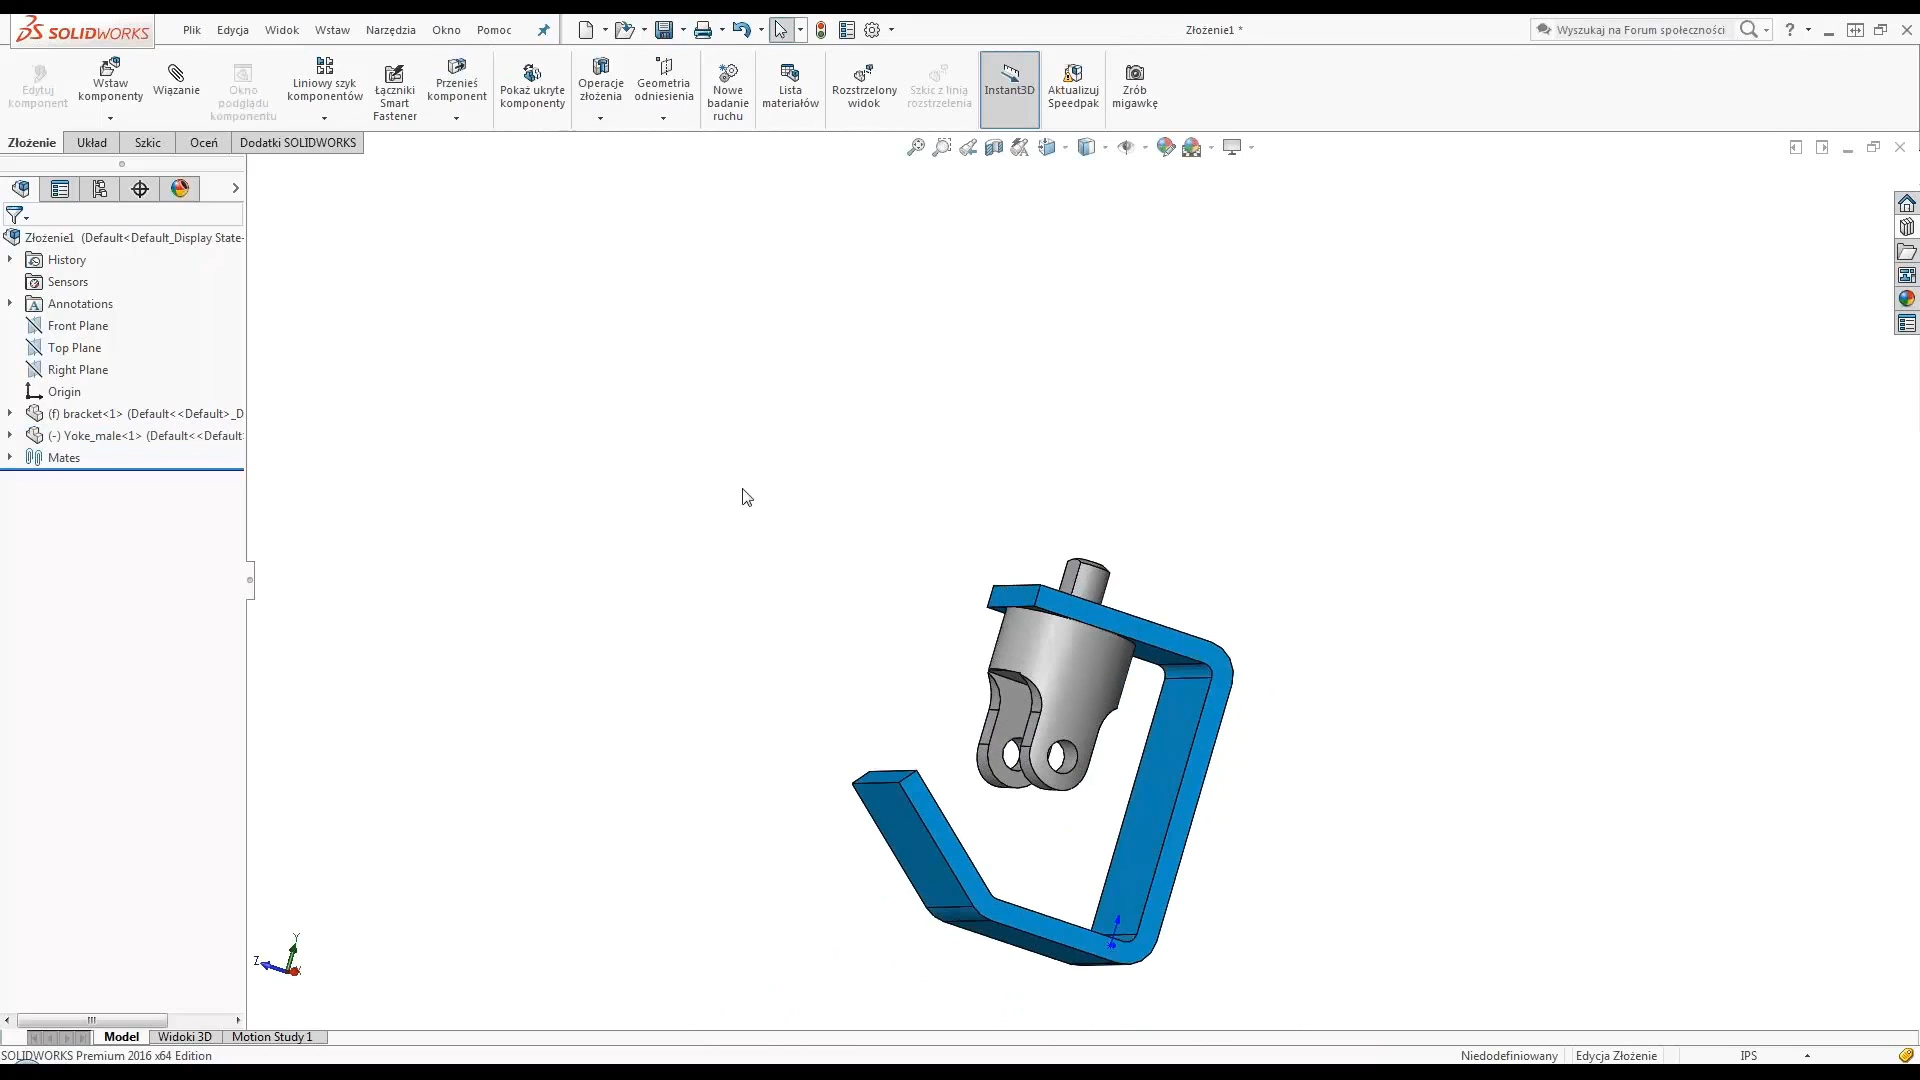 SOLIDWORKS
Plik Edycja Widok Wstaw Narzędzia Okno Pomoc
Złożenie1 *
Wyszukaj na Forum społeczności
Edytuj komponent
Wstaw komponenty
Wiązanie
Okno podglądu komponentu
Liniowy szyk komponentów
Łączniki Smart Fastener
Przenieś komponent
Pokaż ukryte komponenty
Operacje złożenia
Geometria odniesienia
Nowe badanie ruchu
Lista materiałów
Rozstrzelony widok
Szkic z linią rozstrzelenia
Instant3D
Aktualizuj Speedpak
Zrób migawkę
Złożenie Układ Szkic Oceń Dodatki SOLIDWORKS
Złożenie1 (Default<Default_Display State-
History
Sensors
Annotations
Front Plane
Top Plane
Right Plane
Origin
(f) bracket<1> (Default<<Default>_D
(-) Yoke_male<1> (Default<<Default>
Mates
Y
Z
X
Model Widoki 3D Motion Study 1
SOLIDWORKS Premium 2016 x64 Edition
Niedodefiniowany Edycja Złożenie IPS